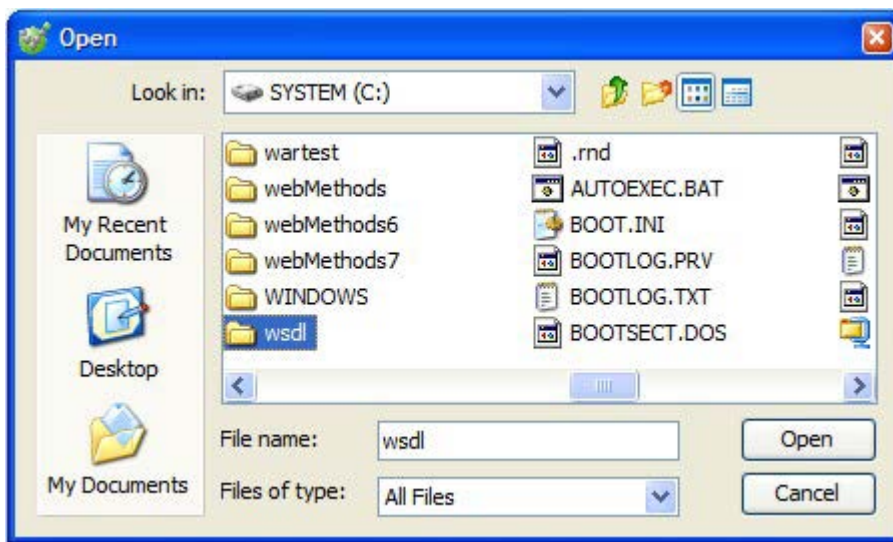 Open
Look in: SYSTEM (C:)
My Recent
Documents
Desktop
My Documents
wartest
webMethods
webMethods6
webMethods7
WINDOWS
wsdl
.rnd
AUTOEXEC.BAT
BOOT.INI
BOOTLOG.PRV
BOOTLOG.TXT
BOOTSECT.DOS
File name: wsdl
Open
Files of type: All Files
Cancel